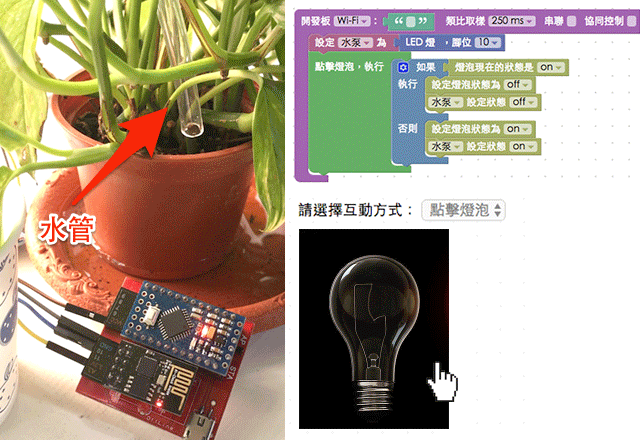 水管
AP
STA
開發板 Wi-Fi : “ ” 類比取樣 250 ms 串聯 協同控制
設定 水泵 為 LED 燈 ，腳位 10
點擊燈泡，執行 如果 燈泡現在的狀態是 on
執行 設定燈泡狀態為 off
水泵 設定狀態 off
否則 設定燈泡狀態為 on
水泵 設定狀態 on
請選擇互動方式： 點擊燈泡